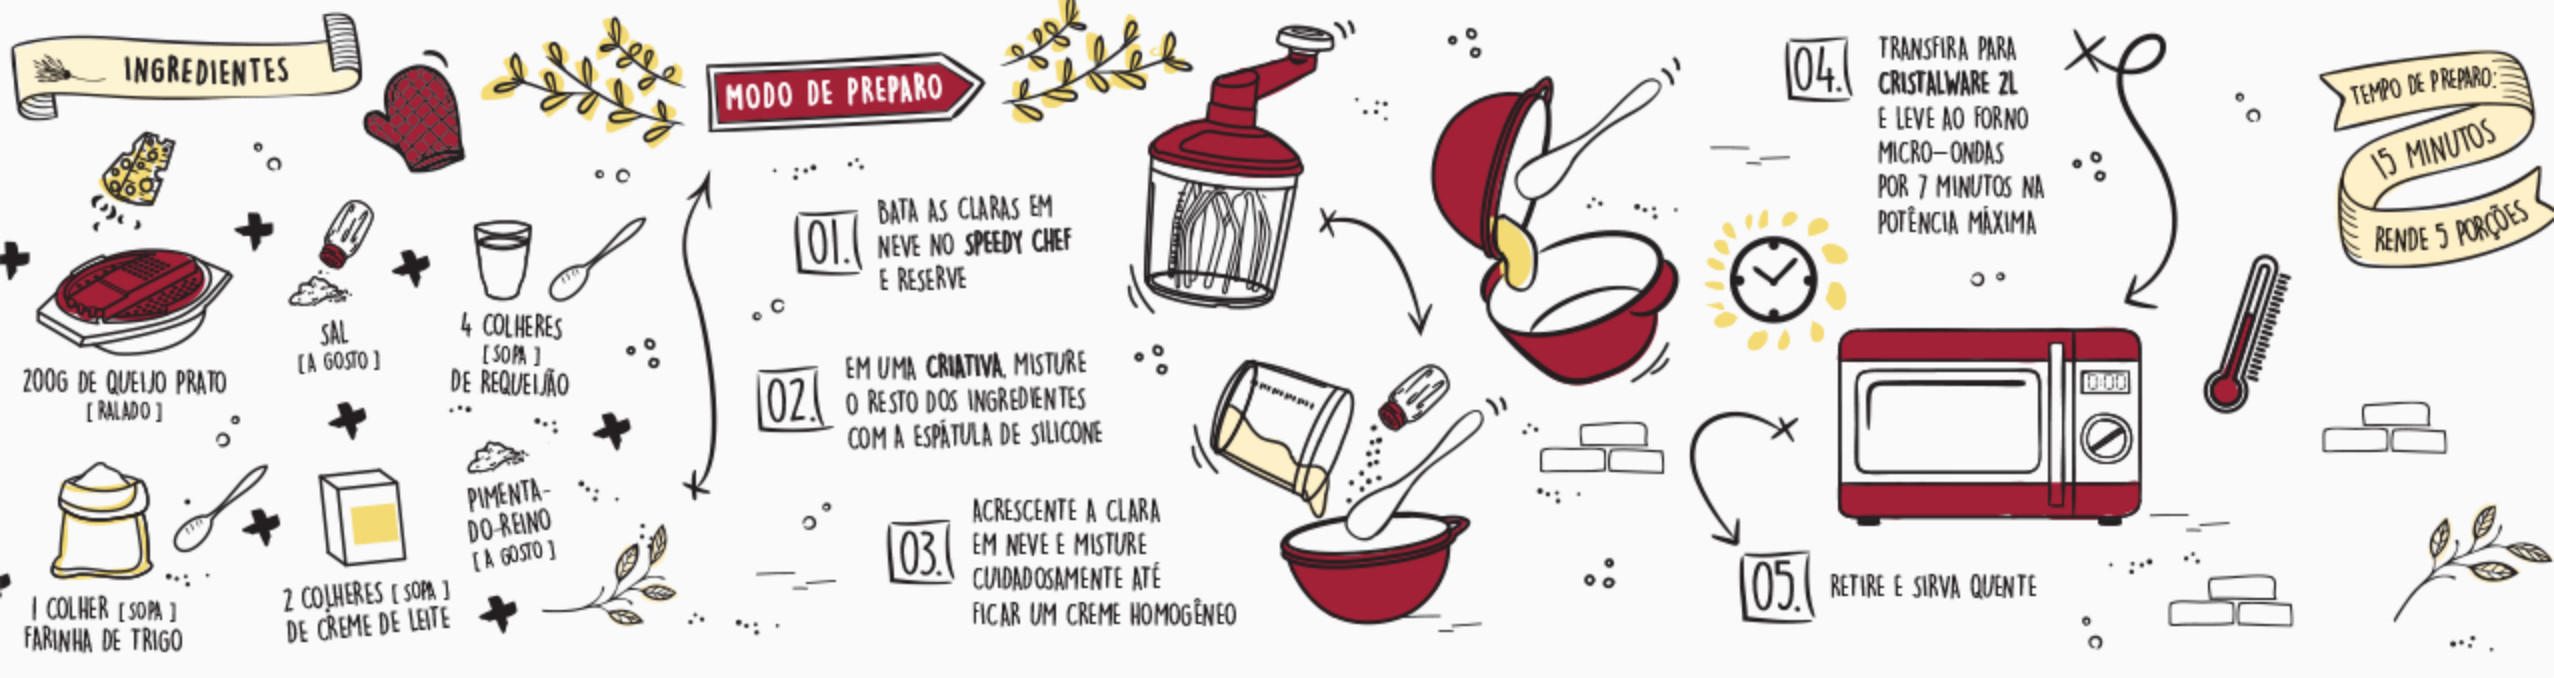 INGREDIENTES
200G DE QUEIJO PRATO
[RALADO]
SAL
[A GOSTO]
4 COLHERES
[SOPA]
DE REQUEIJÃO
1 COLHER [SOPA]
FARINHA DE TRIGO
2 COLHERES [SOPA]
DE CREME DE LEITE
PIMENTA-
DO-REINO
[A GOSTO]
MODO DE PREPARO
01.
BATA AS CLARAS EM
NEVE NO SPEEDY CHEF
E RESERVE
02.
EM UMA CRIATIVA, MISTURE
O RESTO DOS INGREDIENTES
COM A ESPÁTULA DE SILICONE
03.
ACRESCENTE A CLARA
EM NEVE E MISTURE
CUIDADOSAMENTE ATÉ
FICAR UM CREME HOMOGÊNEO
04.
TRANSFIRA PARA
CRISTALWARE 2L
E LEVE AO FORNO
MICRO-ONDAS
POR 7 MINUTOS NA
POTÊNCIA MÁXIMA
0:00
05.
RETIRE E SIRVA QUENTE
TEMPO DE PREPARO:
15 MINUTOS
RENDE 5 PORÇÕES